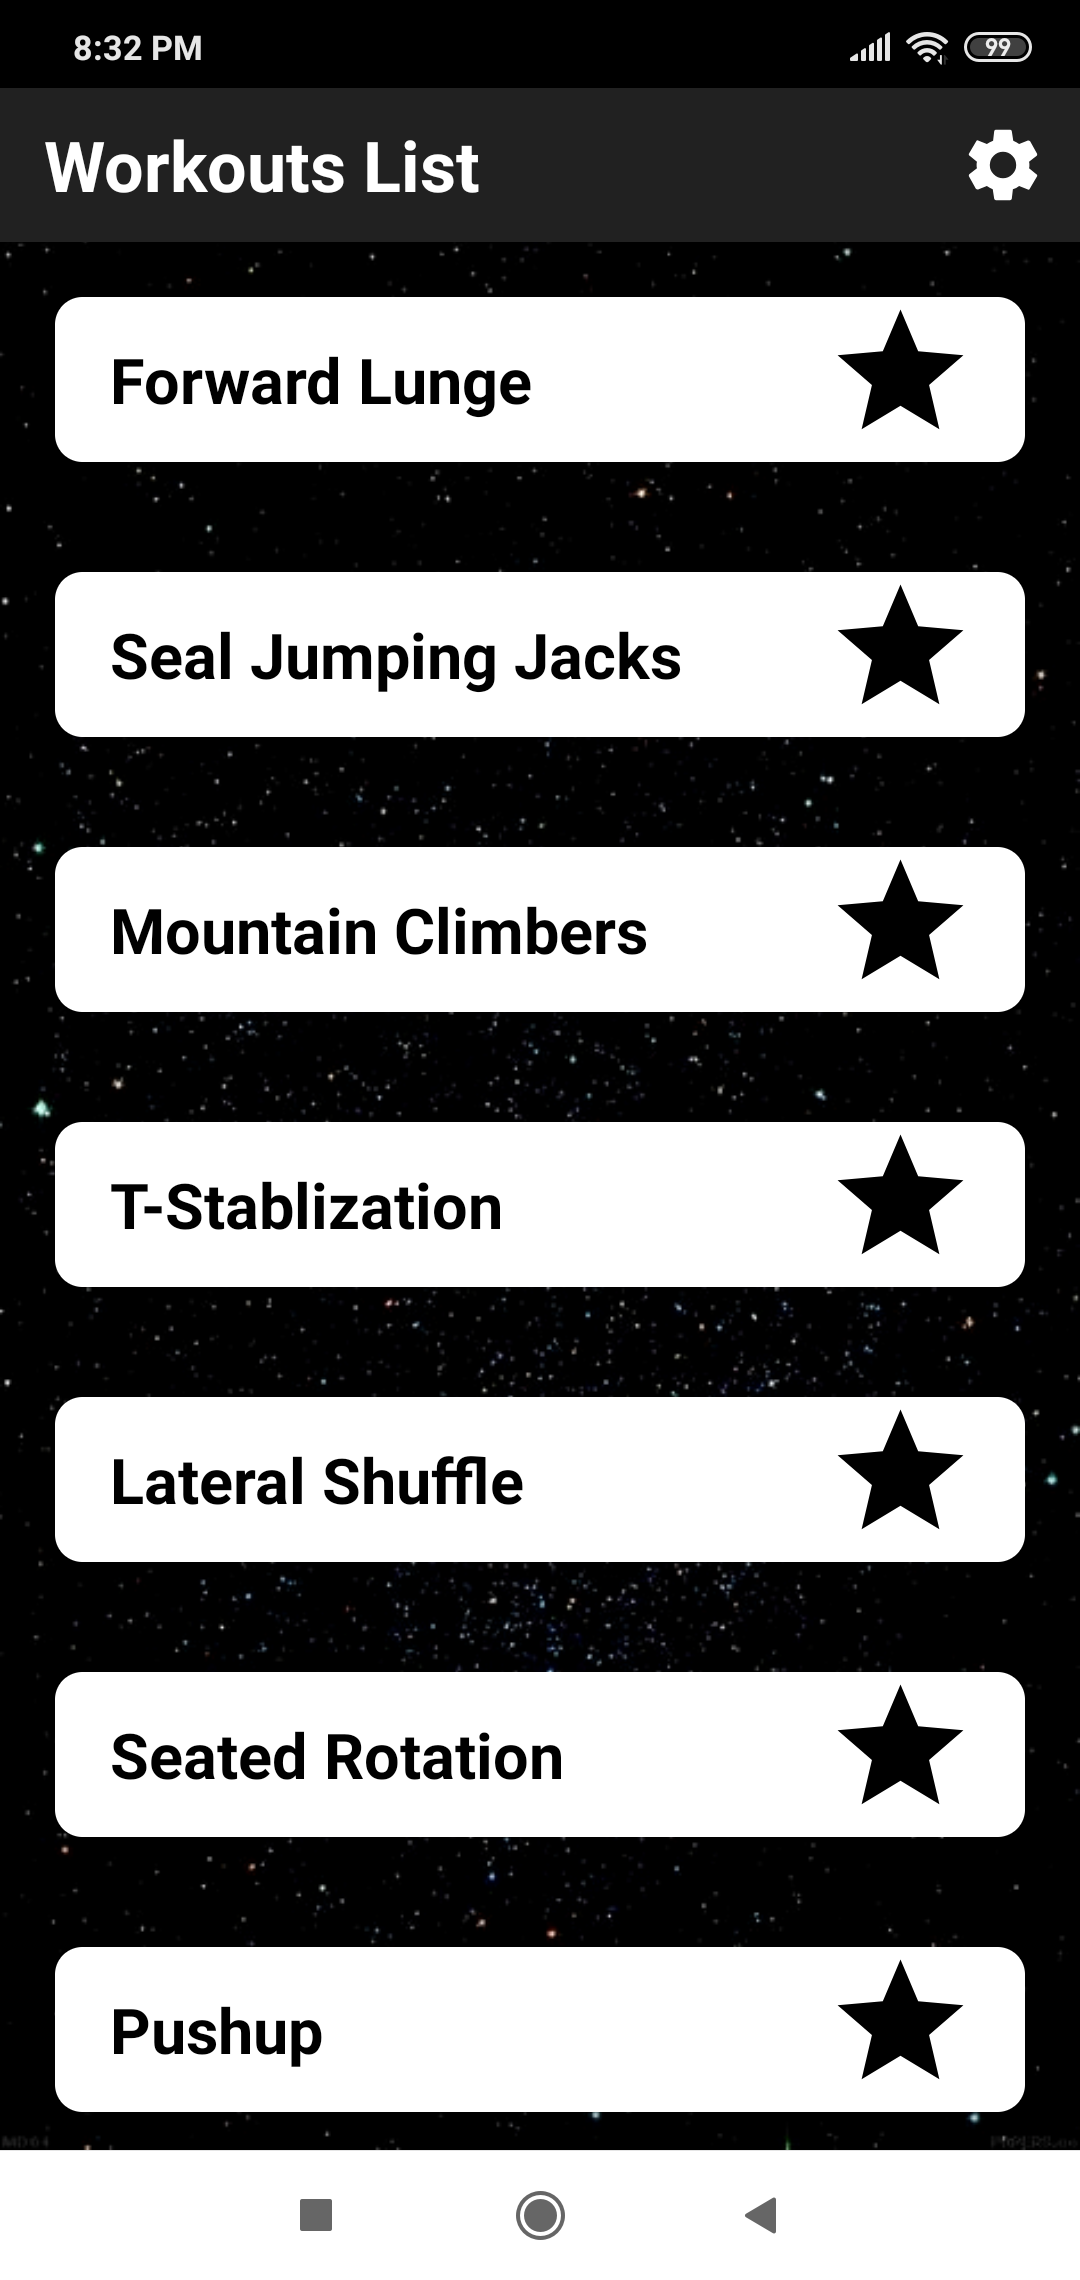 8:32 PM
99
Workouts List
Forward Lunge
Seal Jumping Jacks
Mountain Climbers
T-Stablization
Lateral Shuffle
Seated Rotation
Pushup